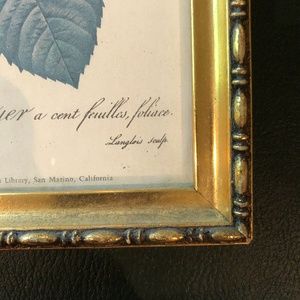 a cent feuilles, foliacé.
Langlois sculp.
Library, San Marino, California